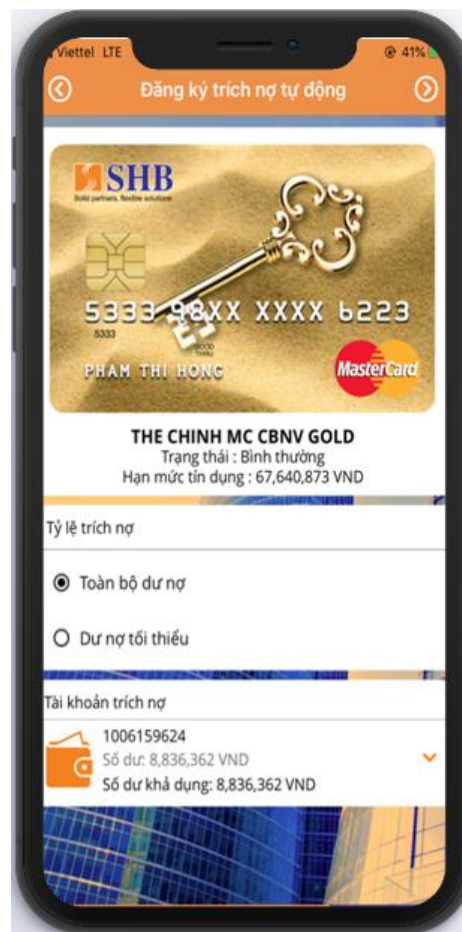 Viettel LTE 41%
Đăng ký trích nợ tự động
SHB
Solid partners, flexible solutions
5333 98XX XXXX 6223
5333
GOOD
THRU
PHAM THI HONG
MasterCard
THE CHINH MC CBNV GOLD
Trạng thái : Bình thường
Hạn mức tín dụng : 67,640,873 VND
Tỷ lệ trích nợ
Toàn bộ dư nợ
Dư nợ tối thiểu
Tài khoản trích nợ
1006159624
Số dư: 8,836,362 VND
Số dư khả dụng: 8,836,362 VND